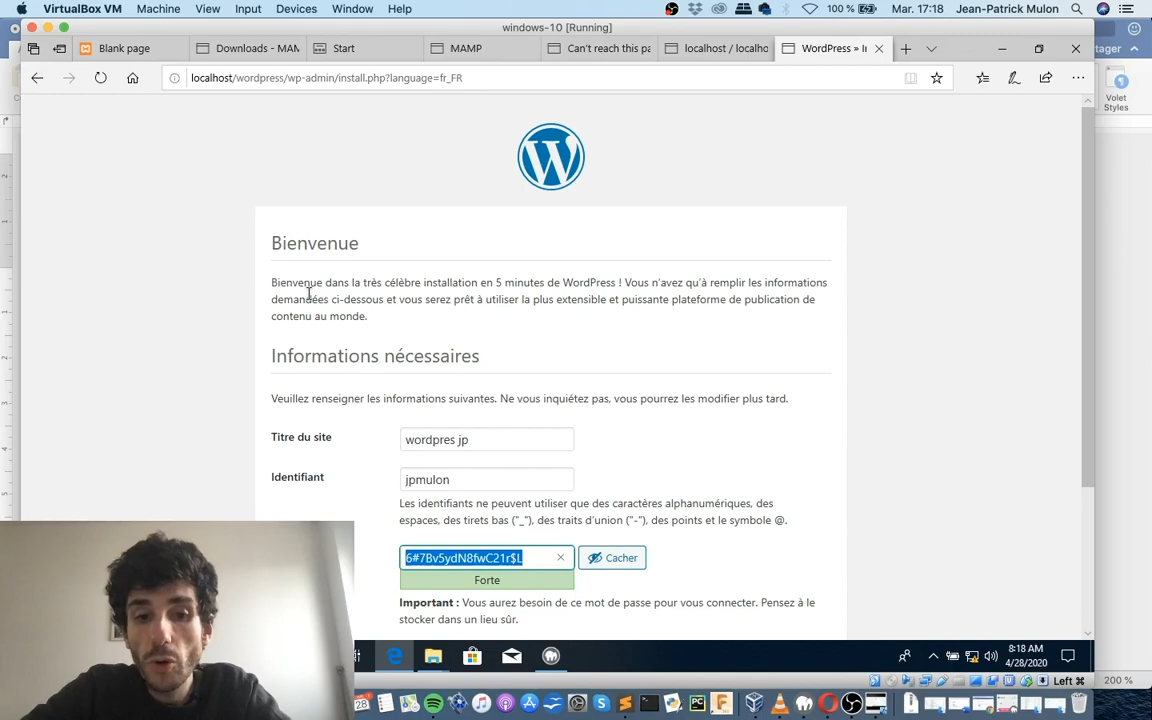 VirtualBox VM Machine View Input Devices Window Help 100 % Mar. 17:18 Jean-Patrick Mulon
windows-10 [Running]
Blank page Downloads - MAM Start MAMP Can't reach this pa localhost / localho WordPress » In
localhost/wordpress/wp-admin/install.php?language=fr_FR
tager
Volet
Styles
W
Bienvenue
Bienvenue dans la très célèbre installation en 5 minutes de WordPress ! Vous n'avez qu'à remplir les informations
demandées ci-dessous et vous serez prêt à utiliser la plus extensible et puissante plateforme de publication de
contenu au monde.
Informations nécessaires
Veuillez renseigner les informations suivantes. Ne vous inquiétez pas, vous pourrez les modifier plus tard.
Titre du site wordpres jp
Identifiant jpmulon
Les identifiants ne peuvent utiliser que des caractères alphanumériques, des
espaces, des tirets bas ("_"), des traits d'union ("-"), des points et le symbole @.
6#7Bv5ydN8fwC21r$L Cacher
Forte
Important : Vous aurez besoin de ce mot de passe pour vous connecter. Pensez à le
stocker dans un lieu sûr.
8:18 AM
4/28/2020
Left ⌘
200 %